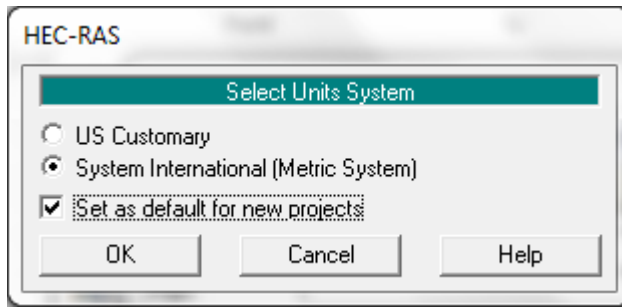 HEC-RAS
Select Units System
US Customary
System International (Metric System)
Set as default for new projects
OK Cancel Help